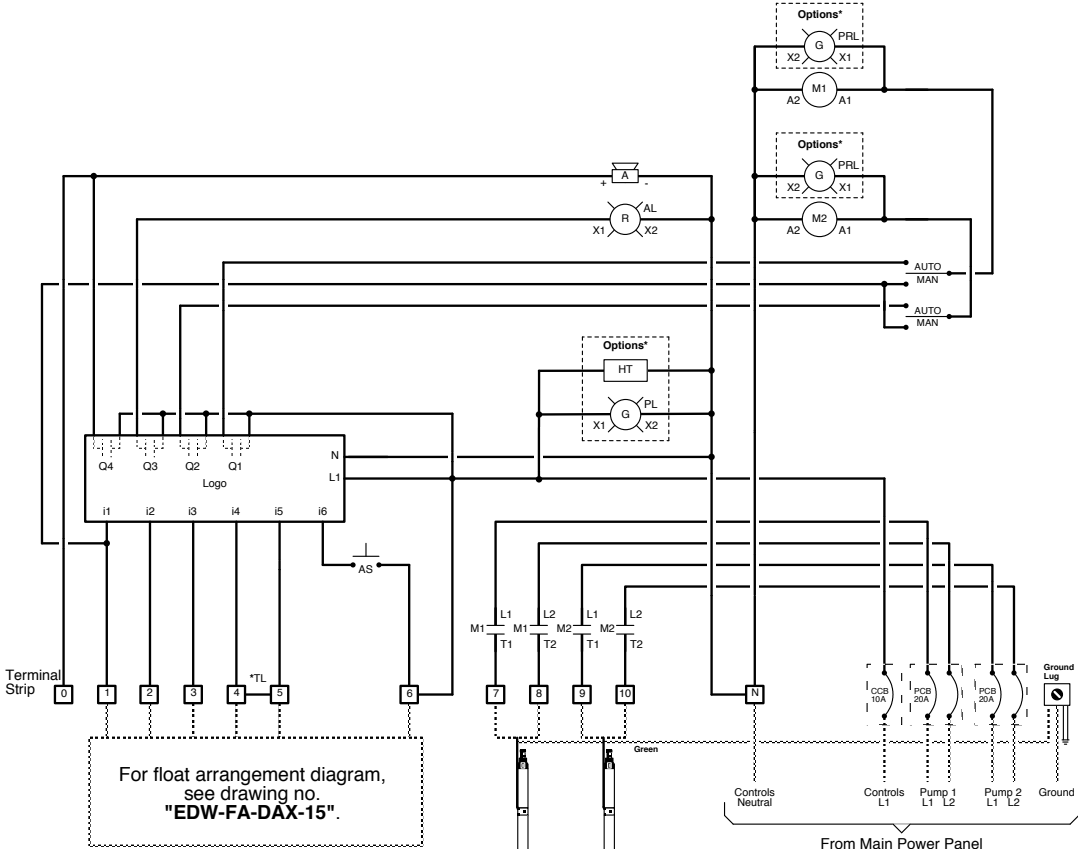 Options*
G PRL
X2 X1
M1
A2 A1
Options*
G PRL
X2 X1
M2
A2 A1
A
+ -
R AL
X1 X2
AUTO
MAN
AUTO
MAN
Options*
HT
G PL
X1 X2
Q4 Q3 Q2 Q1
N
Logo
L1
i1 i2 i3 i4 i5 i6
AS
L1 L2 L1 L2
M1 M1 M2 M2
T1 T2 T1 T2
Terminal
Strip
*TL
0 1 2 3 4 5 6 7 8 9 10 N
CCB
10A
PCB
20A
PCB
20A
Ground
Lug
Green
For float arrangement diagram,
see drawing no.
"EDW-FA-DAX-15".
Controls
Neutral
Controls
L1
Pump 1
L1 L2
Pump 2
L1 L2
Ground
From Main Power Panel